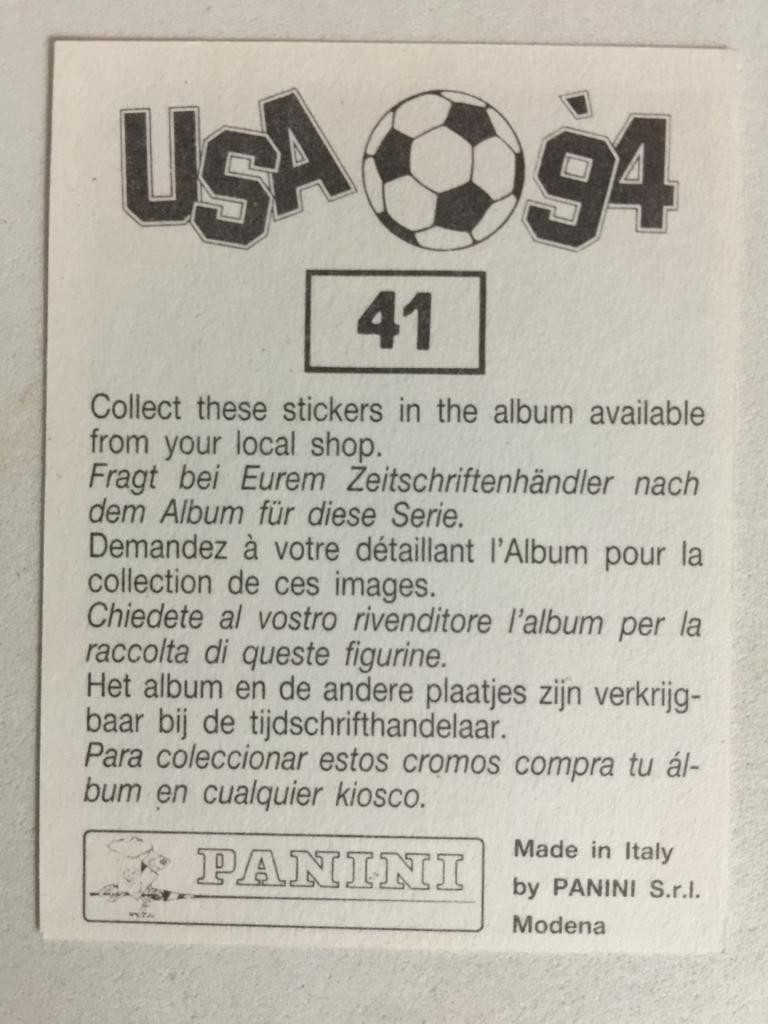 USA '94
41
Collect these stickers in the album available
from your local shop.
Fragt bei Eurem Zeitschriftenhändler nach
dem Album für diese Serie.
Demandez à votre détaillant l'Album pour la
collection de ces images.
Chiedete al vostro rivenditore l'album per la
raccolta di queste figurine.
Het album en de andere plaatjes zijn verkrijg-
baar bij de tijdschrifthandelaar.
Para coleccionar estos cromos compra tu ál-
bum en cualquier kiosco.
PANINI
Made in Italy
by PANINI S.r.l.
Modena